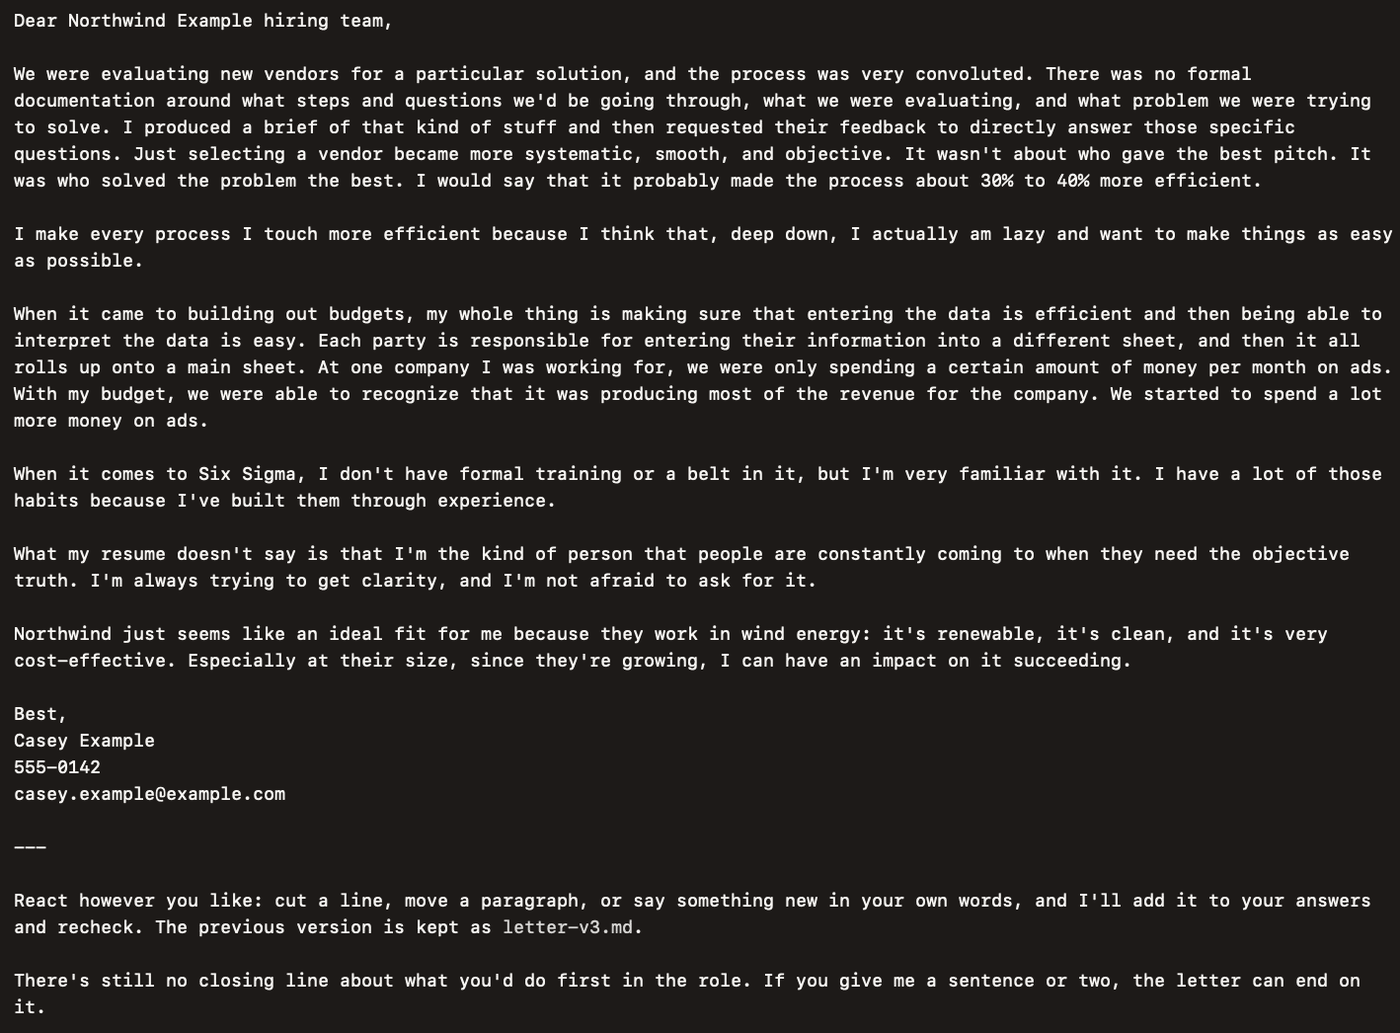 Dear Northwind Example hiring team,
We were evaluating new vendors for a particular solution, and the process was very convoluted. There was no formal
documentation around what steps and questions we'd be going through, what we were evaluating, and what problem we were trying
to solve. I produced a brief of that kind of stuff and then requested their feedback to directly answer those specific
questions. Just selecting a vendor became more systematic, smooth, and objective. It wasn't about who gave the best pitch. It
was who solved the problem the best. I would say that it probably made the process about 30% to 40% more efficient.
I make every process I touch more efficient because I think that, deep down, I actually am lazy and want to make things as easy
as possible.
When it came to building out budgets, my whole thing is making sure that entering the data is efficient and then being able to
interpret the data is easy. Each party is responsible for entering their information into a different sheet, and then it all
rolls up onto a main sheet. At one company I was working for, we were only spending a certain amount of money per month on ads.
With my budget, we were able to recognize that it was producing most of the revenue for the company. We started to spend a lot
more money on ads.
When it comes to Six Sigma, I don't have formal training or a belt in it, but I'm very familiar with it. I have a lot of those
habits because I've built them through experience.
What my resume doesn't say is that I'm the kind of person that people are constantly coming to when they need the objective
truth. I'm always trying to get clarity, and I'm not afraid to ask for it.
Northwind just seems like an ideal fit for me because they work in wind energy: it's renewable, it's clean, and it's very
cost-effective. Especially at their size, since they're growing, I can have an impact on it succeeding.
Best,
Casey Example
555-0142
casey.example@example.com
---
React however you like: cut a line, move a paragraph, or say something new in your own words, and I'll add it to your answers
and recheck. The previous version is kept as letter-v3.md.
There's still no closing line about what you'd do first in the role. If you give me a sentence or two, the letter can end on
it.